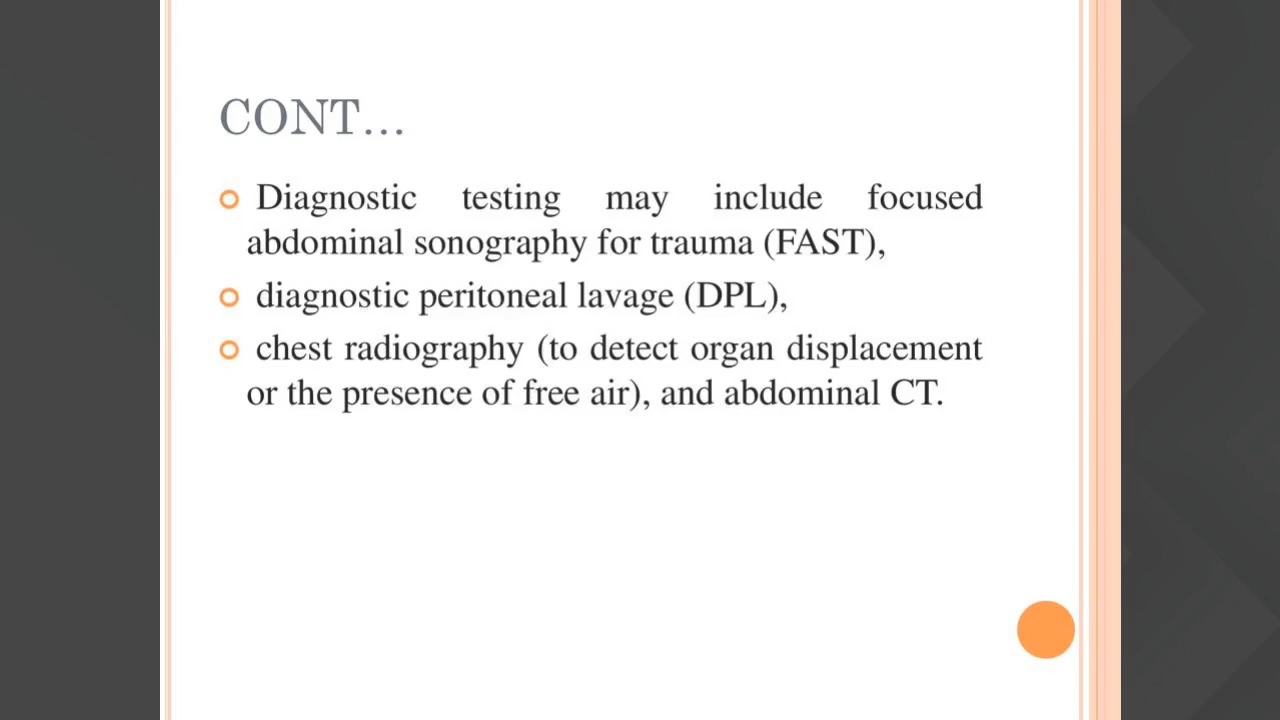 CONT…
Diagnostic testing may include focused
abdominal sonography for trauma (FAST),
diagnostic peritoneal lavage (DPL),
chest radiography (to detect organ displacement
or the presence of free air), and abdominal CT.